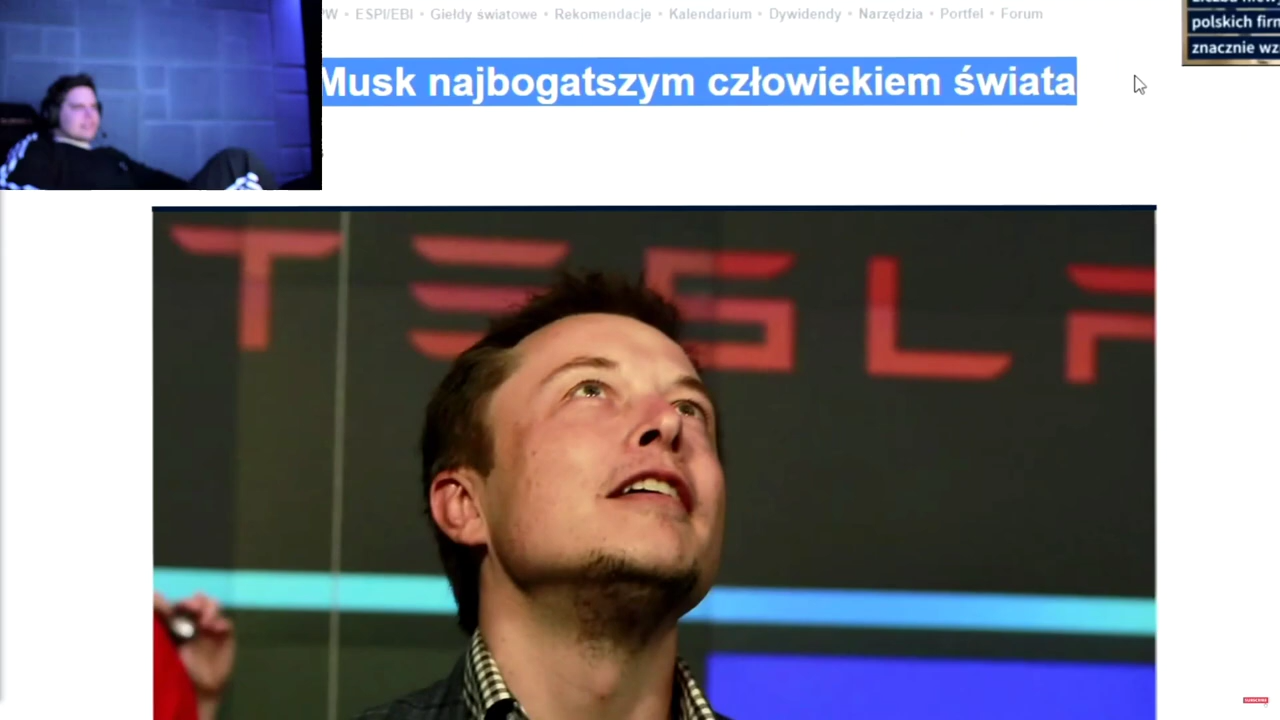 ESPI/EBI • Giełdy światowe • Rekomendacje • Kalendarium • Dywidendy • Narzędzia • Portfel • Forum
polskich firm
znacznie wz
Musk najbogatszym człowiekiem świata
TESLA
SUBSCRIBE